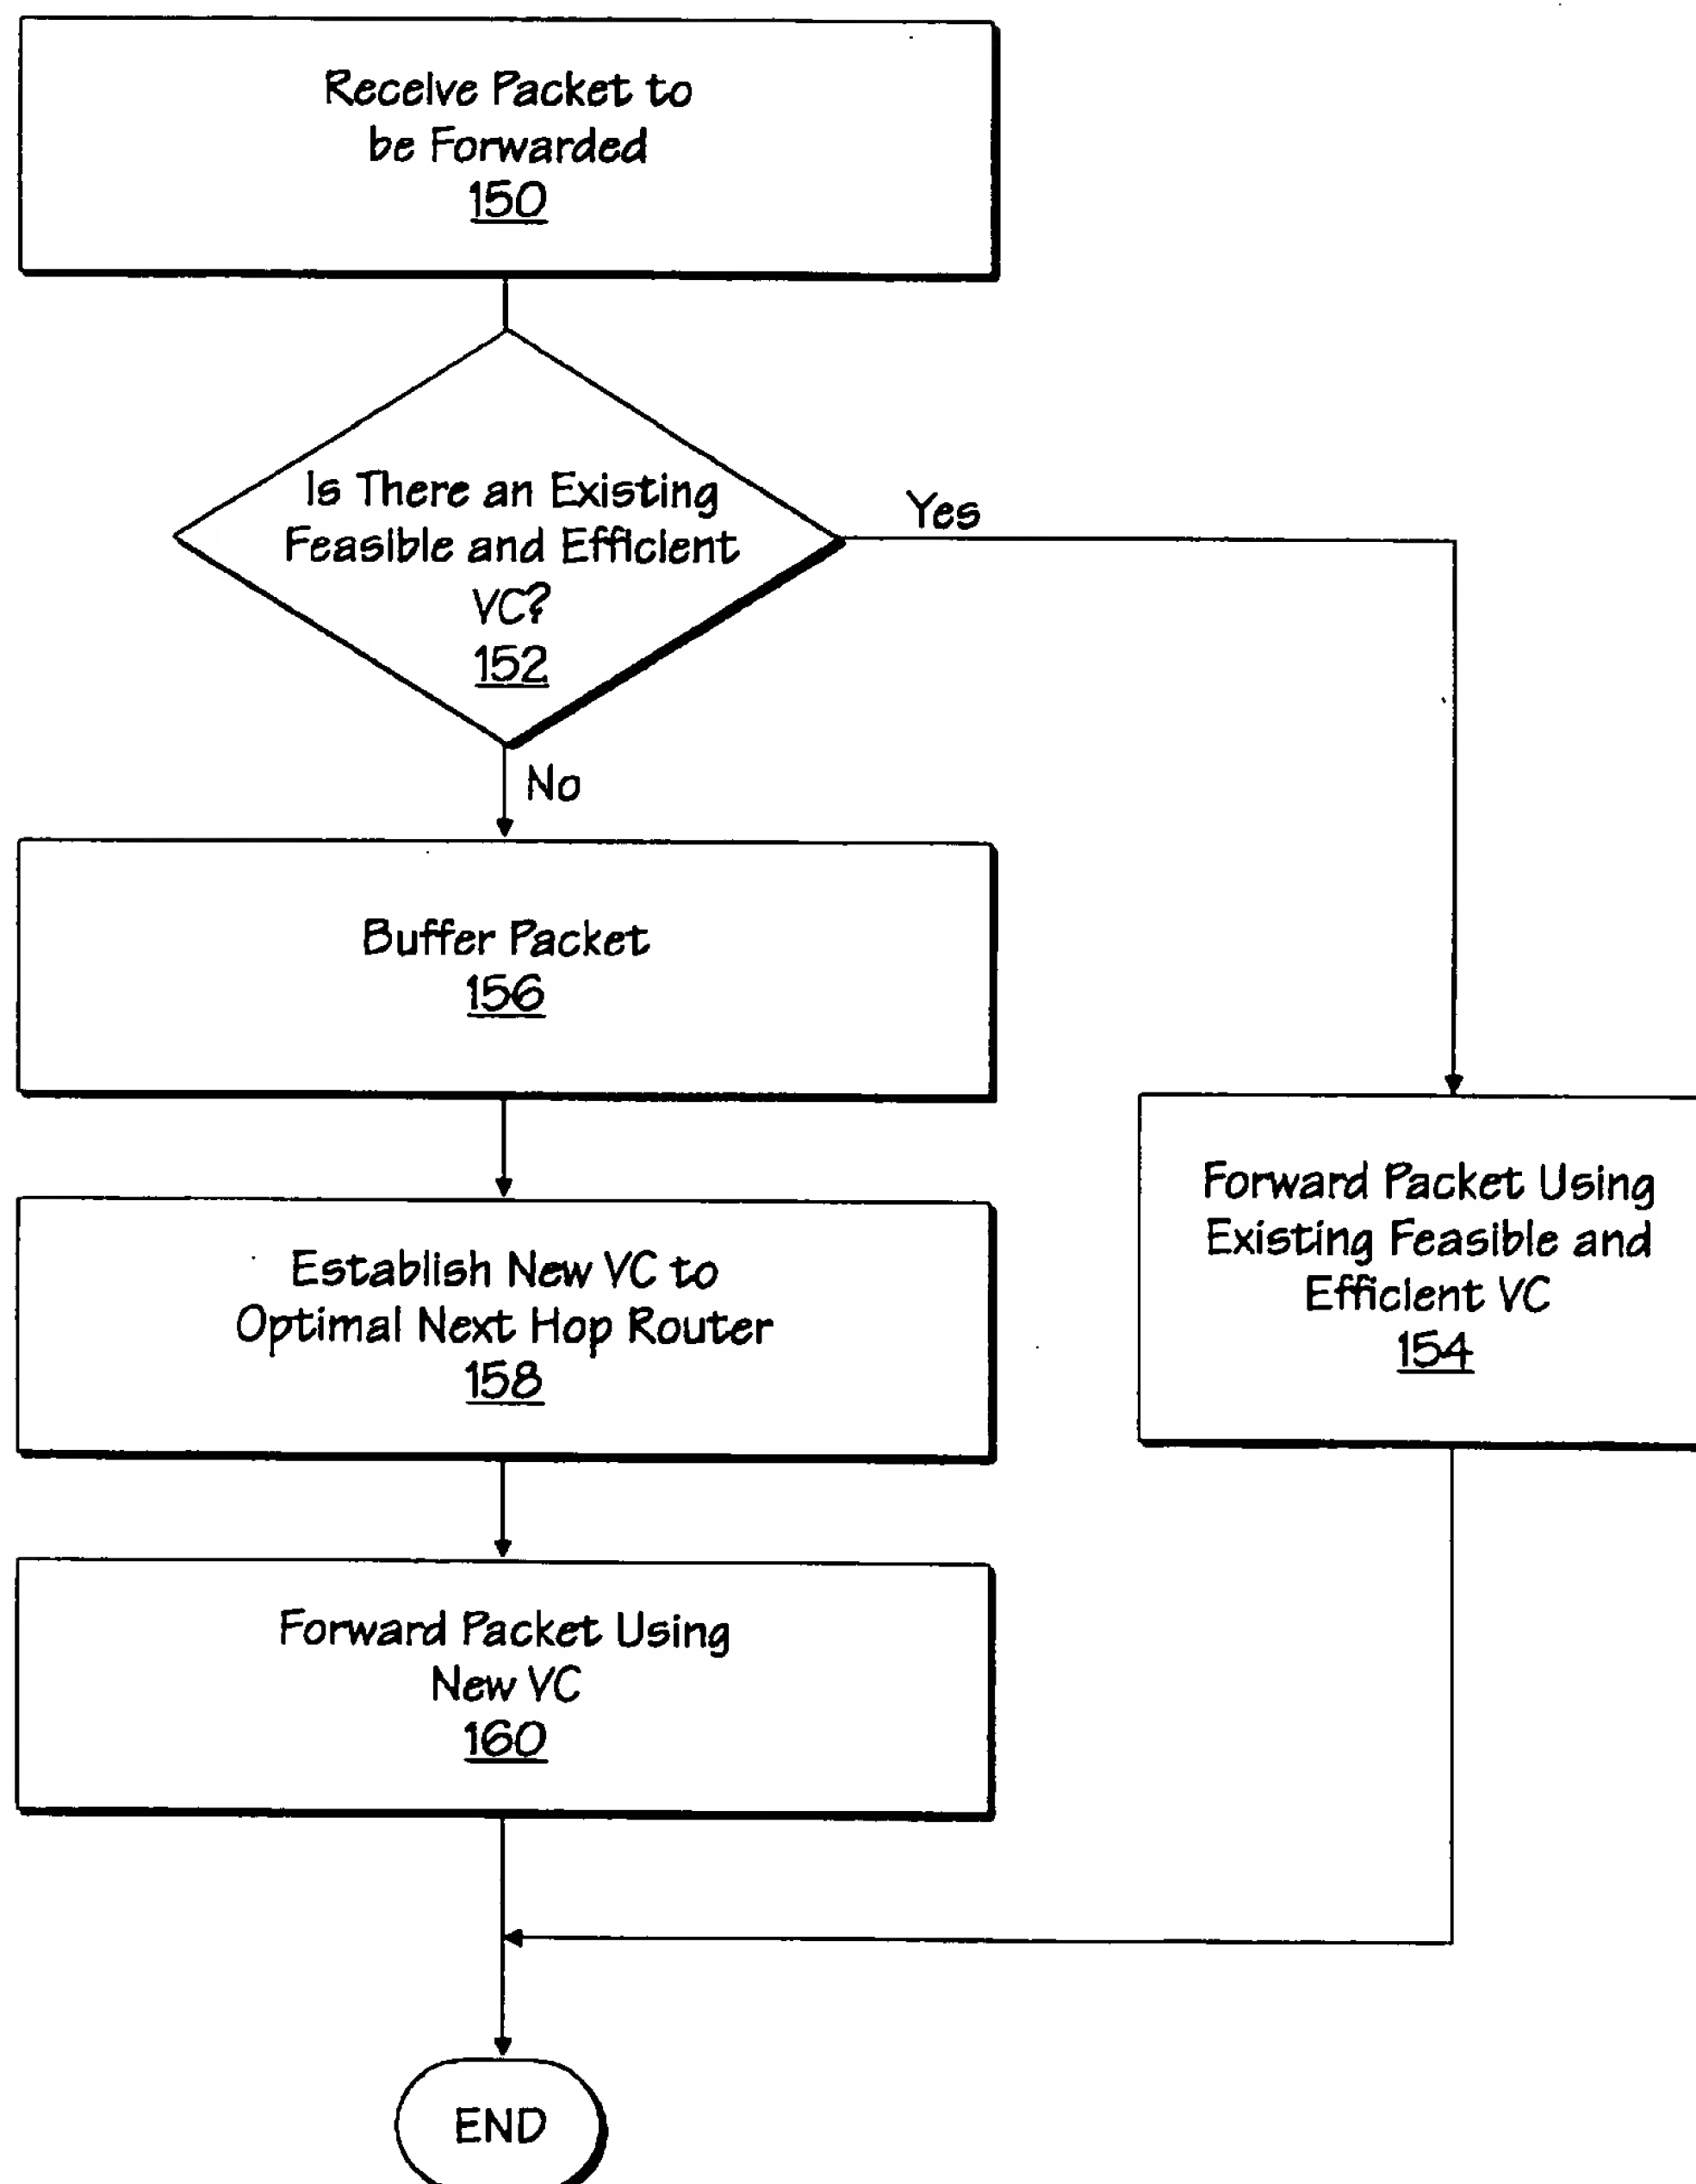 Receive Packet to
be Forwarded
150
Is There an Existing
Feasible and Efficient
VC?
152
Yes
No
Buffer Packet
156
Establish New VC to
Optimal Next Hop Router
158
Forward Packet Using
Existing Feasible and
Efficient VC
154
Forward Packet Using
New VC
160
END